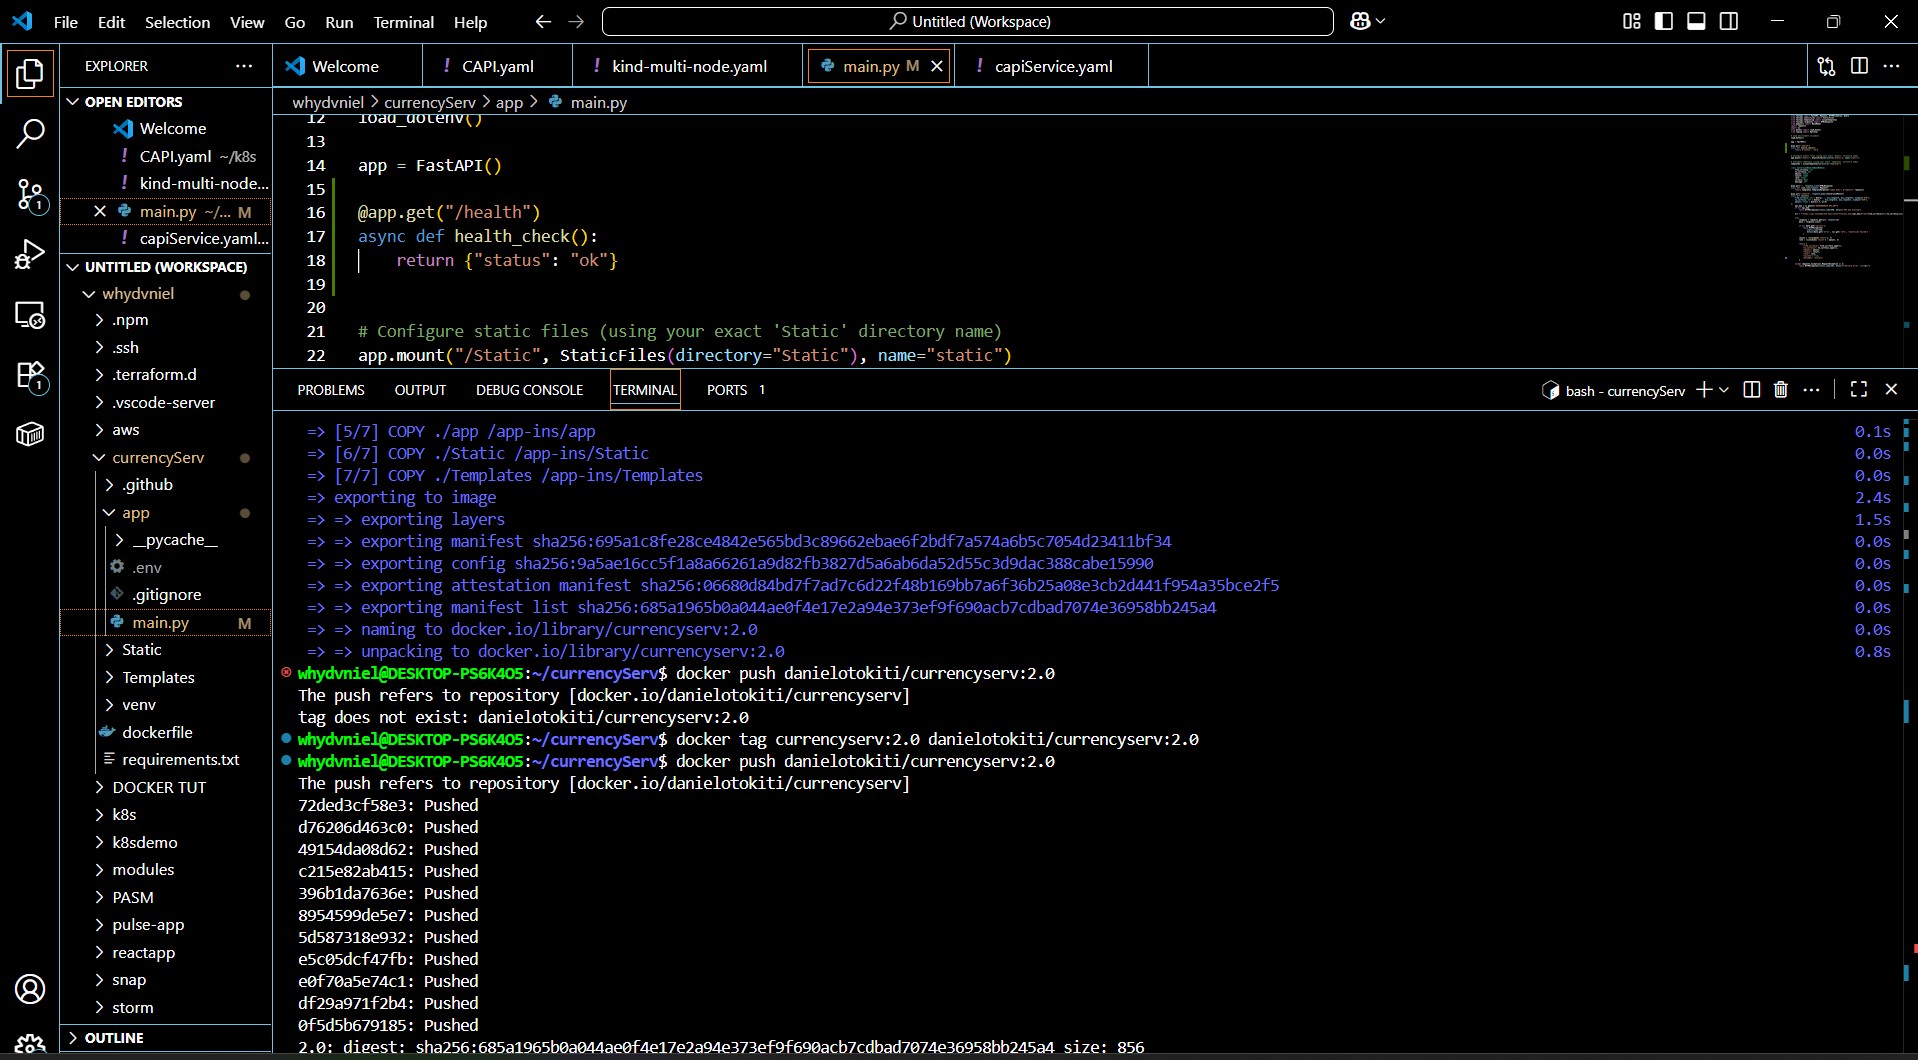 File Edit Selection View Go Run Terminal Help
Untitled (Workspace)
EXPLORER
Welcome
CAPI.yaml
kind-multi-node.yaml
main.py M
capiService.yaml
OPEN EDITORS
Welcome
CAPI.yaml ~/k8s
kind-multi-node...
main.py ~/... M
capiService.yaml...
UNTITLED (WORKSPACE)
whydvniel
.npm
.ssh
.terraform.d
.vscode-server
aws
currencyServ
.github
app
__pycache__
.env
.gitignore
main.py M
Static
Templates
venv
dockerfile
requirements.txt
DOCKER TUT
k8s
k8sdemo
modules
PASM
pulse-app
reactapp
snap
storm
OUTLINE
1
1
whydvniel > currencyServ > app > main.py
12 load_dotenv()
13
14 app = FastAPI()
15
16 @app.get("/health")
17 async def health_check():
18     return {"status": "ok"}
19
20
21 # Configure static files (using your exact 'Static' directory name)
22 app.mount("/Static", StaticFiles(directory="Static"), name="static")
PROBLEMS OUTPUT DEBUG CONSOLE TERMINAL PORTS 1
bash - currencyServ
=> [5/7] COPY ./app /app-ins/app 0.1s
=> [6/7] COPY ./Static /app-ins/Static 0.0s
=> [7/7] COPY ./Templates /app-ins/Templates 0.0s
=> exporting to image 2.4s
=> => exporting layers 1.5s
=> => exporting manifest sha256:695a1c8fe28ce4842e565bd3c89662ebae6f2bdf7a574a6b5c7054d23411bf34 0.0s
=> => exporting config sha256:9a5ae16cc5f1a8a66261a9d82fb3827d5a6ab6da52d55c3d9dac388cabe15990 0.0s
=> => exporting attestation manifest sha256:06680d84bd7f7ad7c6d22f48b169bb7a6f36b25a08e3cb2d441f954a35bce2f5 0.0s
=> => exporting manifest list sha256:685a1965b0a044ae0f4e17e2a94e373ef9f690acb7cdbad7074e36958bb245a4 0.0s
=> => naming to docker.io/library/currencyserv:2.0 0.0s
=> => unpacking to docker.io/library/currencyserv:2.0 0.8s
whydvniel@DESKTOP-PS6K4O5:~/currencyServ$ docker push danielotokiti/currencyserv:2.0
The push refers to repository [docker.io/danielotokiti/currencyserv]
tag does not exist: danielotokiti/currencyserv:2.0
whydvniel@DESKTOP-PS6K4O5:~/currencyServ$ docker tag currencyserv:2.0 danielotokiti/currencyserv:2.0
whydvniel@DESKTOP-PS6K4O5:~/currencyServ$ docker push danielotokiti/currencyserv:2.0
The push refers to repository [docker.io/danielotokiti/currencyserv]
72ded3cf58e3: Pushed
d76206d463c0: Pushed
49154da08d62: Pushed
c215e82ab415: Pushed
396b1da7636e: Pushed
8954599de5e7: Pushed
5d587318e932: Pushed
e5c05dcf47fb: Pushed
e0f70a5e74c1: Pushed
df29a971f2b4: Pushed
0f5d5b679185: Pushed
2.0: digest: sha256:685a1965b0a044ae0f4e17e2a94e373ef9f690acb7cdbad7074e36958bb245a4 size: 856